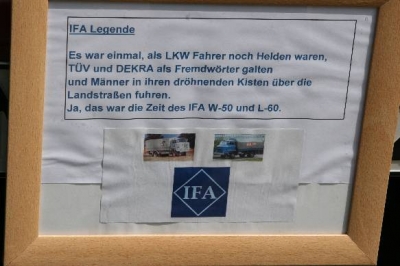 IFA Legende
Es war einmal, als LKW Fahrer noch Helden waren,
TÜV und DEKRA als Fremdwörter galten
und Männer in ihren dröhnenden Kisten über die
Landstraßen fuhren.
Ja, das war die Zeit des IFA W-50 und L-60.
IFA